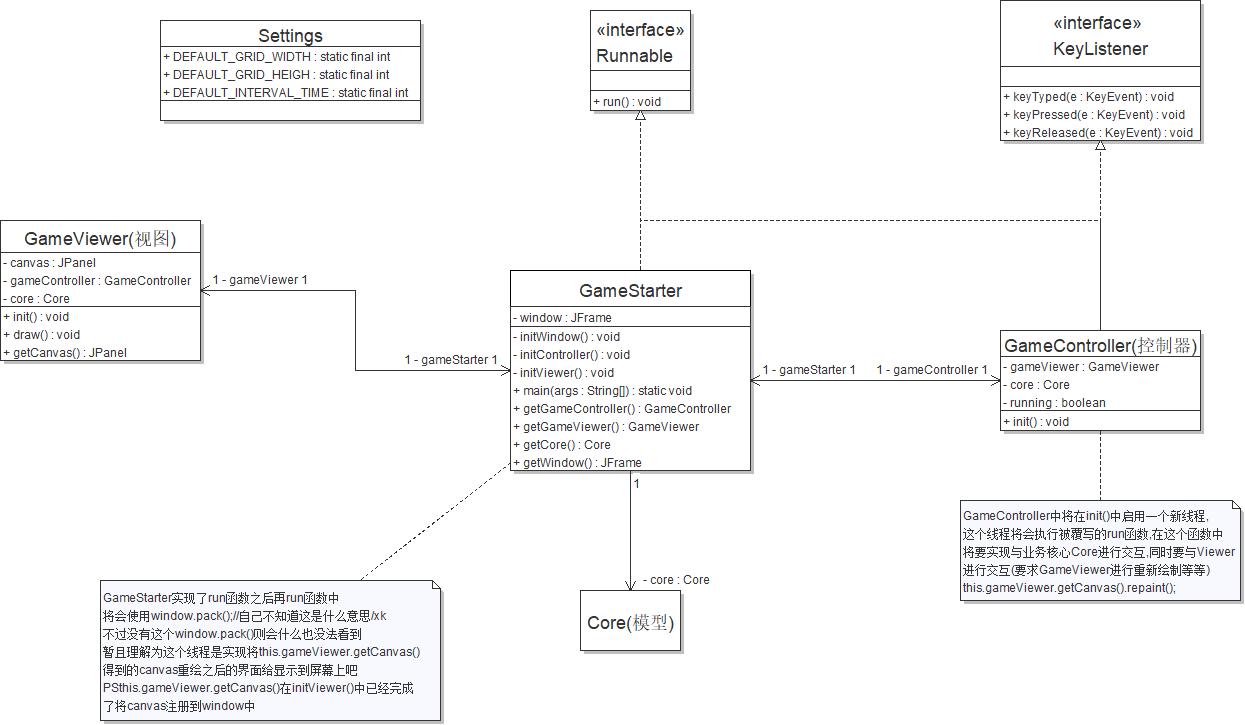 Settings
+ DEFAULT_GRID_WIDTH : static final int
+ DEFAULT_GRID_HEIGH : static final int
+ DEFAULT_INTERVAL_TIME : static final int
«interface»
Runnable
+ run() : void
«interface»
KeyListener
+ keyTyped(e : KeyEvent) : void
+ keyPressed(e : KeyEvent) : void
+ keyReleased(e : KeyEvent) : void
GameViewer(视图)
- canvas : JPanel
- gameController : GameController
- core : Core
+ init() : void
+ draw() : void
+ getCanvas() : JPanel
1 - gameViewer 1
1 - gameStarter 1
GameStarter
- window : JFrame
- initWindow() : void
- initController() : void
- initViewer() : void
+ main(args : String[]) : static void
+ getGameController() : GameController
+ getGameViewer() : GameViewer
+ getCore() : Core
+ getWindow() : JFrame
1 - gameStarter 1
1 - gameController 1
GameController(控制器)
- gameViewer : GameViewer
- core : Core
- running : boolean
+ init() : void
1
- core : Core
Core(模型)
GameController中将在init()中启用一个新线程,
这个线程将会执行被覆写的run函数,在这个函数中
将要实现与业务核心Core进行交互,同时要与Viewer
进行交互(要求GameViewer进行重新绘制等等)
this.gameViewer.getCanvas().repaint();
GameStarter实现了run函数之后再run函数中
将会使用window.pack();//自己不知道这是什么意思/xk
不过没有这个window.pack()则会什么也没法看到
暂且理解为这个线程是实现将this.gameViewer.getCanvas()
得到的canvas重绘之后的界面给显示到屏幕上吧
PSthis.gameViewer.getCanvas()在initViewer()中已经完成
了将canvas注册到window中